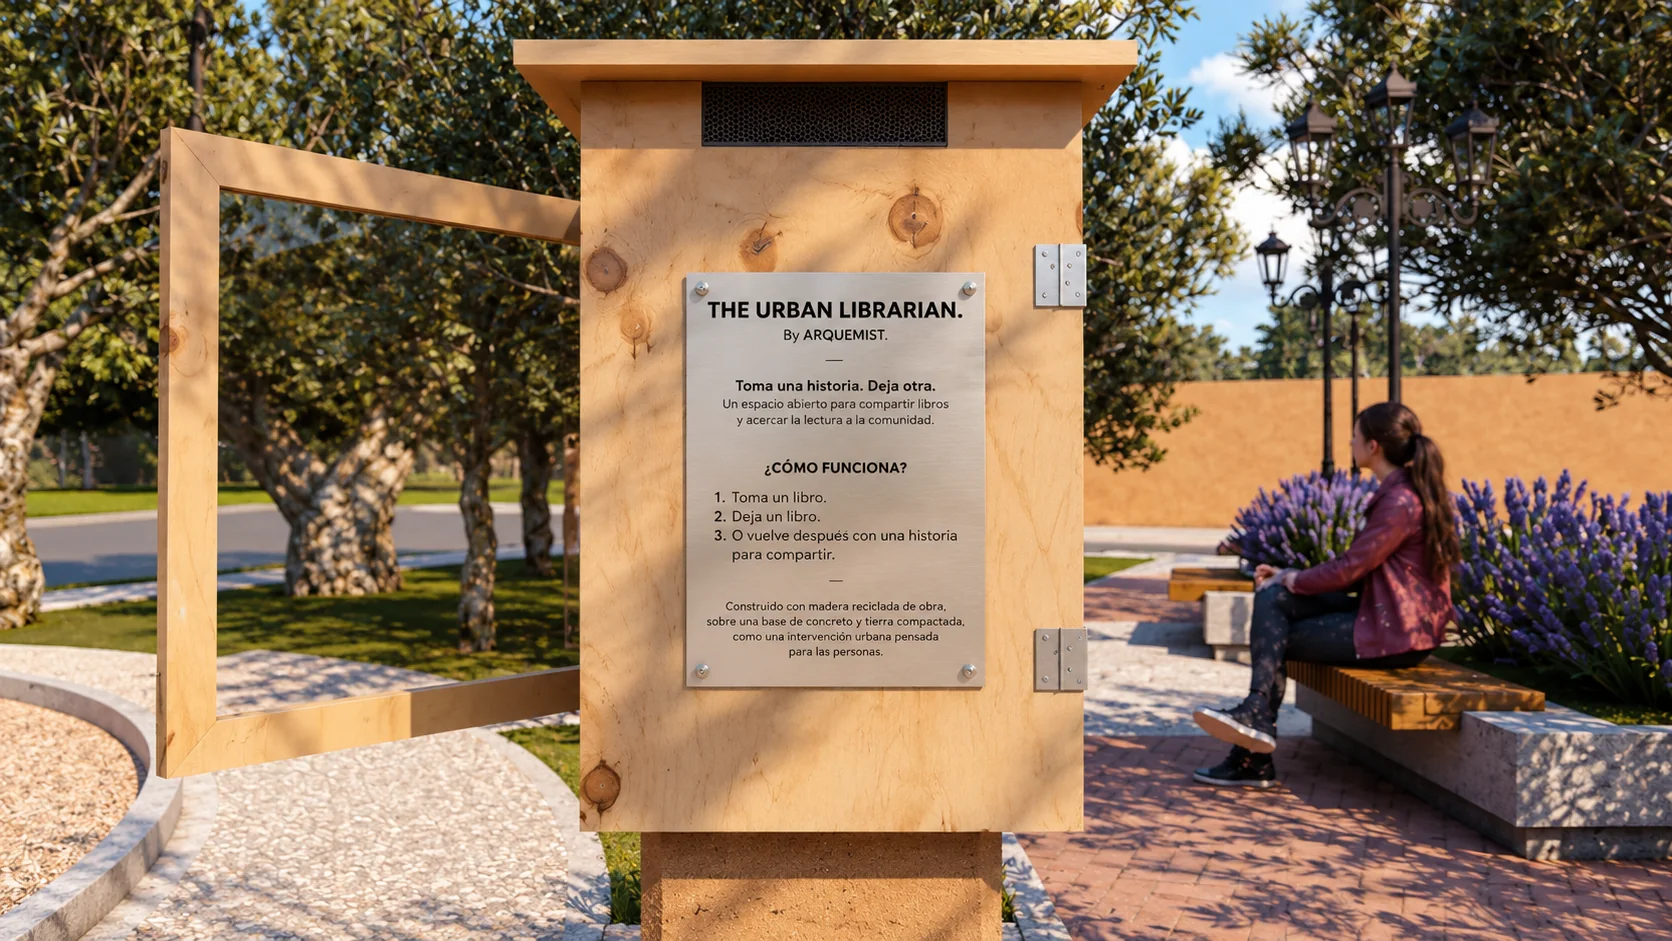 THE URBAN LIBRARIAN.
By ARQUEMIST.
Toma una historia. Deja otra.
Un espacio abierto para compartir libros
y acercar la lectura a la comunidad.
¿CÓMO FUNCIONA?
1. Toma un libro.
2. Deja un libro.
3. O vuelve después con una historia
para compartir.
Construido con madera reciclada de obra,
sobre una base de concreto y tierra compactada,
como una intervención urbana pensada
para las personas.